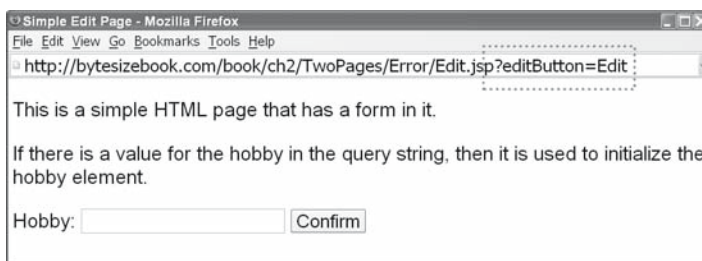 Simple Edit Page - Mozilla Firefox
File Edit View Go Bookmarks Tools Help
http://bytesizebook.com/book/ch2/TwoPages/Error/Edit.jsp?editButton=Edit
This is a simple HTML page that has a form in it.
If there is a value for the hobby in the query string, then it is used to initialize the
hobby element.
Hobby: Confirm